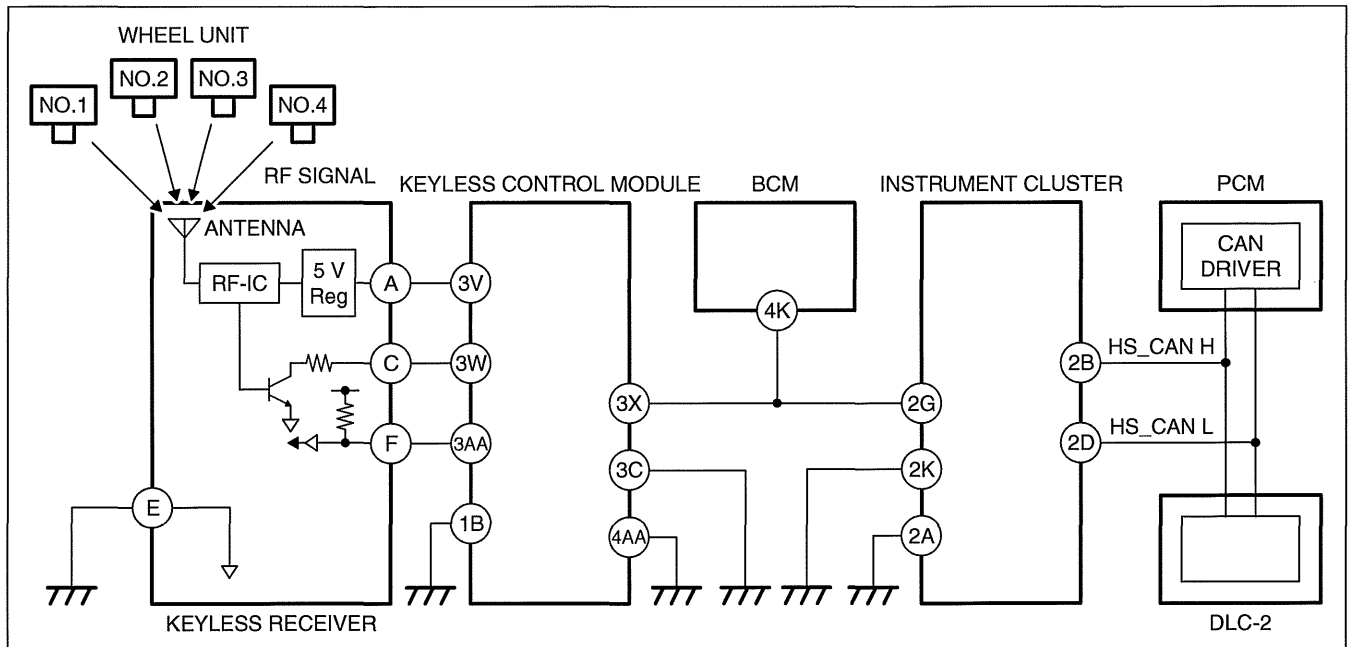 WHEEL UNIT
NO.1
NO.2
NO.3
NO.4
RF SIGNAL
KEYLESS CONTROL MODULE
BCM
INSTRUMENT CLUSTER
PCM
ANTENNA
RF-IC
5 V
Reg
A
3V
CAN
DRIVER
4K
C
3W
3X
2G
2B
HS_CAN H
F
3AA
3C
2K
2D
HS_CAN L
E
1B
4AA
2A
KEYLESS RECEIVER
DLC-2